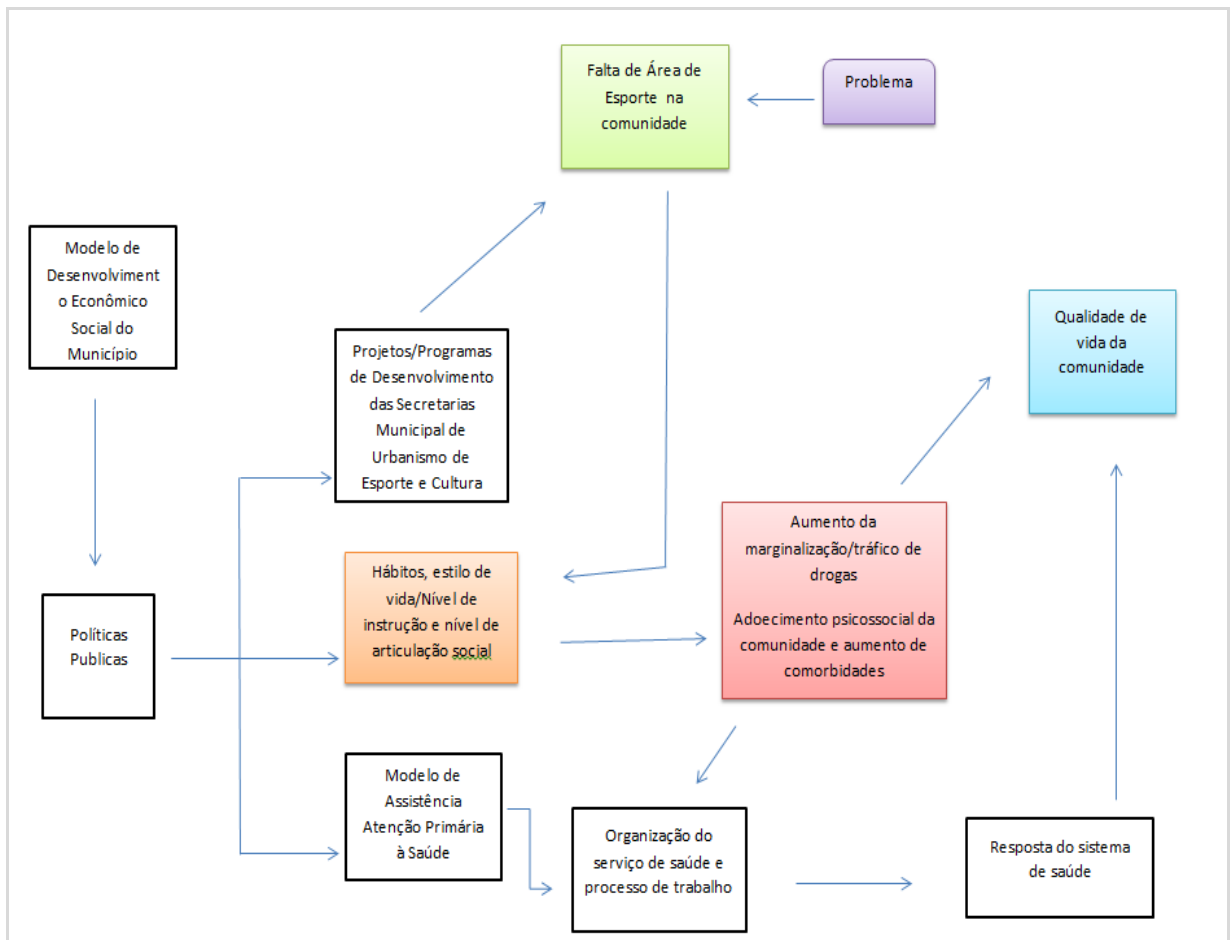 Falta de Área de
Esporte na
comunidade
Problema
Modelo de
Desenvolviment
o Econômico
Social do
Município
Projetos/Programas
de Desenvolvimento
das Secretarias
Municipal de
Urbanismo de
Esporte e Cultura
Qualidade de
vida da
comunidade
Aumento da
marginalização/tráfico de
drogas
Adoecimento psicossocial da
comunidade e aumento de
comorbidades
Hábitos, estilo de
vida/Nível de
instrução e nível de
articulação social
Políticas
Publicas
Modelo de
Assistência
Atenção Primária
à Saúde
Organização do
serviço de saúde e
processo de trabalho
Resposta do sistema
de saúde